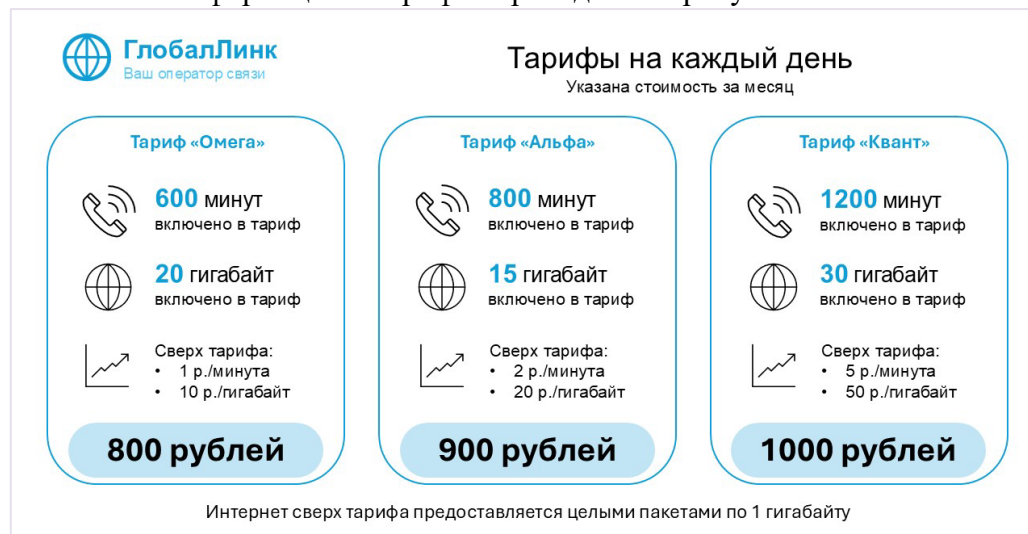 ГлобалЛинк
Ваш оператор связи
Тарифы на каждый день
Указана стоимость за месяц
Тариф «Омега»
600 минут
включено в тариф
20 гигабайт
включено в тариф
Сверх тарифа:
• 1 р./минута
• 10 р./гигабайт
800 рублей
Тариф «Альфа»
800 минут
включено в тариф
15 гигабайт
включено в тариф
Сверх тарифа:
• 2 р./минута
• 20 р./гигабайт
900 рублей
Тариф «Квант»
1200 минут
включено в тариф
30 гигабайт
включено в тариф
Сверх тарифа:
• 5 р./минута
• 50 р./гигабайт
1000 рублей
Интернет сверх тарифа предоставляется целыми пакетами по 1 гигабайту